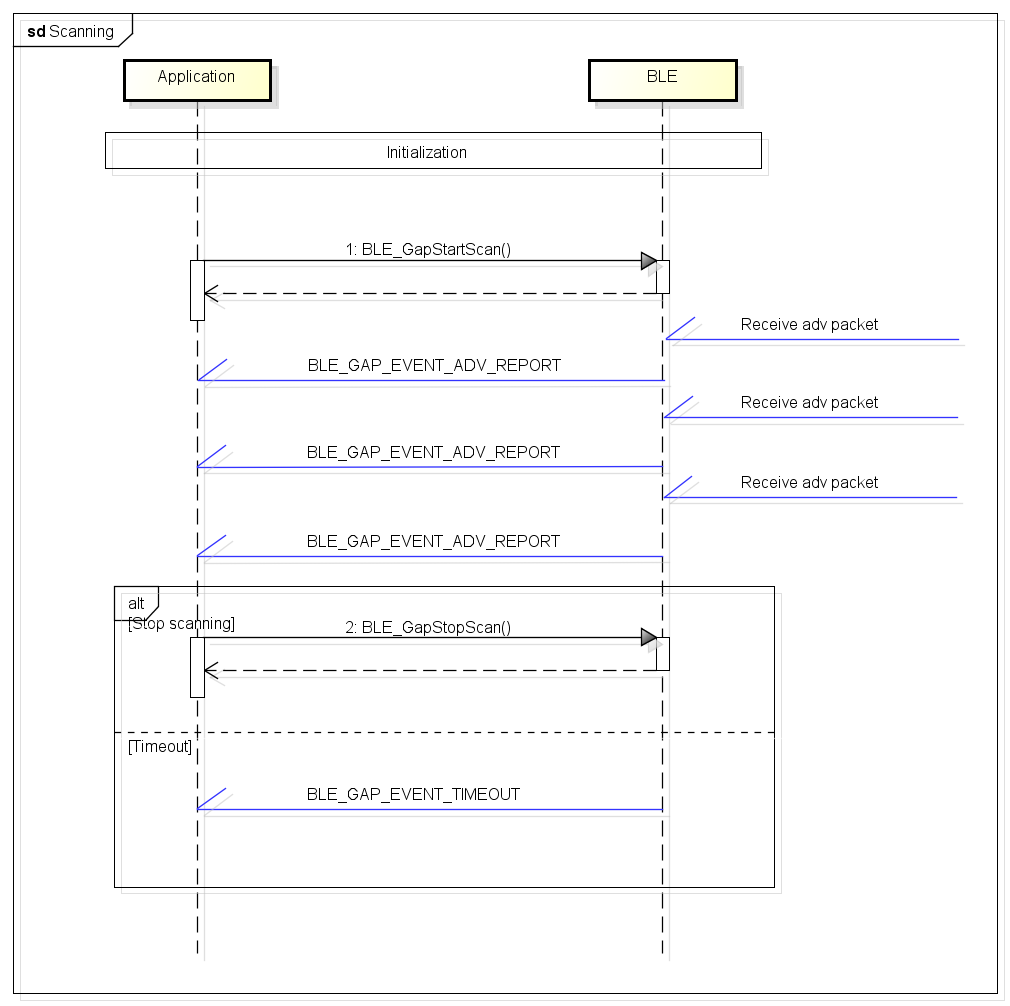 sd Scanning
Application
BLE
Initialization
1: BLE_GapStartScan()
Receive adv packet
BLE_GAP_EVENT_ADV_REPORT
Receive adv packet
BLE_GAP_EVENT_ADV_REPORT
Receive adv packet
BLE_GAP_EVENT_ADV_REPORT
alt
[Stop scanning]
2: BLE_GapStopScan()
[Timeout]
BLE_GAP_EVENT_TIMEOUT